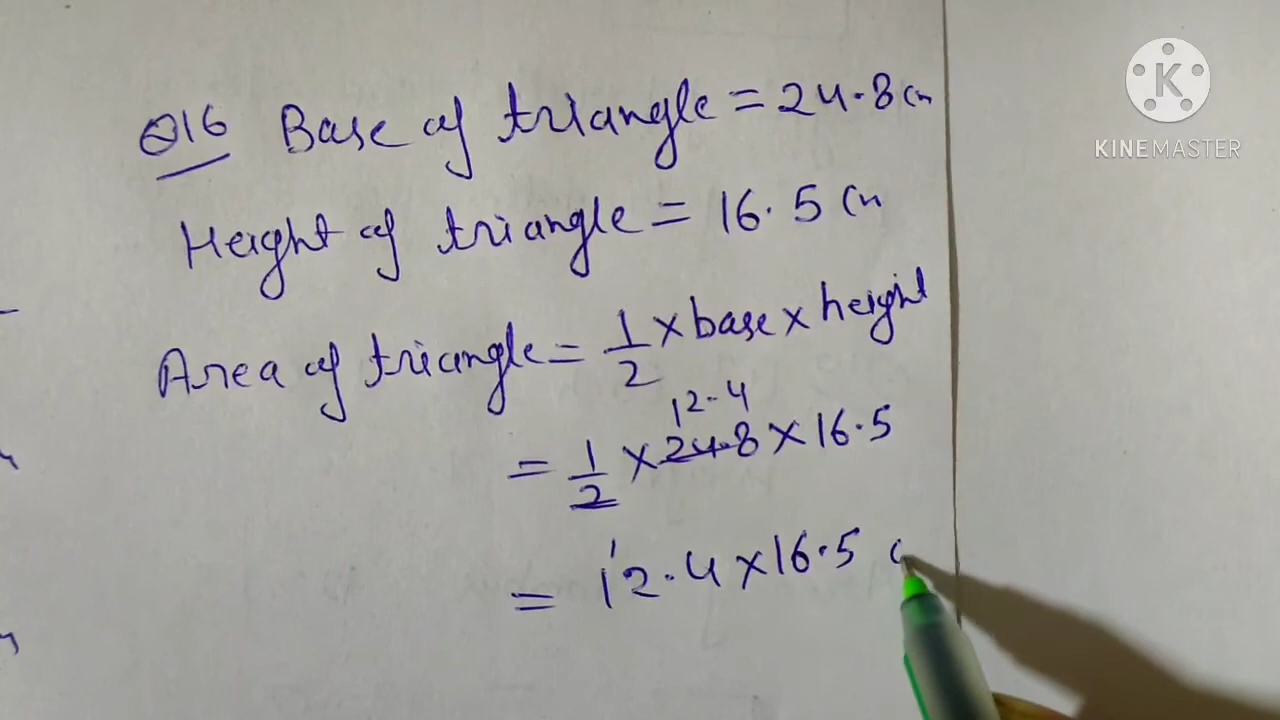 Q16 Base of triangle = 24.8 cm
Height of triangle = 16.5 cm
Area of triangle = 1/2 × base × height
12.4
= 1/2 × 24.8 × 16.5
= 12.4 × 16.5 c
K
KINEMASTER